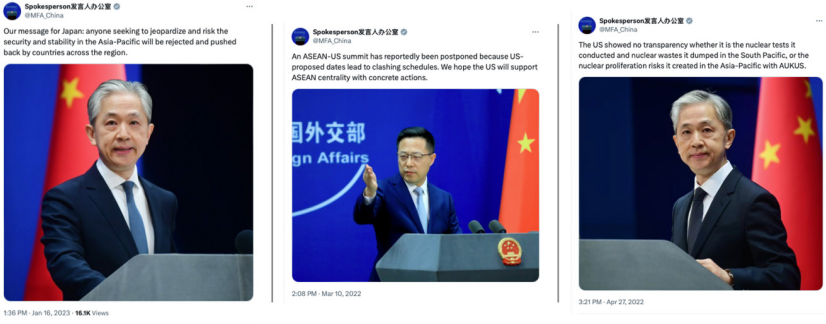 Spokesperson发言人办公室
@MFA_China
Our message for Japan: anyone seeking to jeopardize and risk the
security and stability in the Asia-Pacific will be rejected and pushed
back by countries across the region.
1:36 PM · Jan 16, 2023 · 16.1K Views
Spokesperson发言人办公室
@MFA_China
An ASEAN-US summit has reportedly been postponed because US-
proposed dates lead to clashing schedules. We hope the US will support
ASEAN centrality with concrete actions.
国外交部
ign Affairs
2:08 PM · Mar 10, 2022
Spokesperson发言人办公室
@MFA_China
The US showed no transparency whether it is the nuclear tests it
conducted and nuclear wastes it dumped in the South Pacific, or
the nuclear proliferation risks it created in the Asia-Pacific with AUKUS.
3:21 PM · Apr 27, 2022